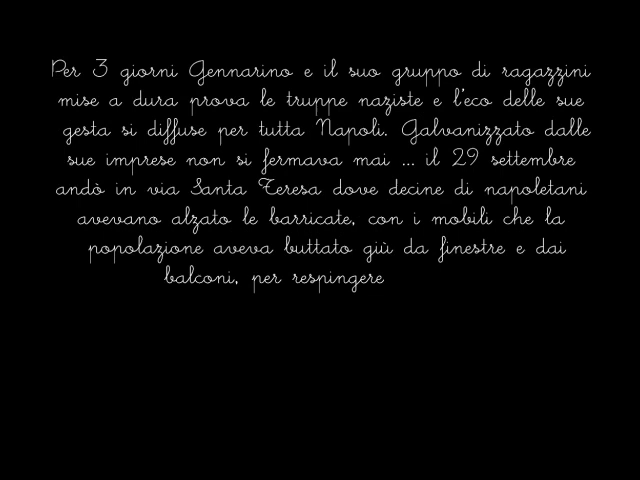 Per 3 giorni Gennarino e il suo gruppo di ragazzini
mise a dura prova le truppe naziste e l'eco delle sue
gesta si diffuse per tutta Napoli. Galvanizzato dalle
sue imprese non si fermava mai ... il 29 settembre
andò in via Santa Teresa dove decine di napoletani
avevano alzato le barricate, con i mobili che la
popolazione aveva buttato giù da finestre e dai
balconi, per respingere